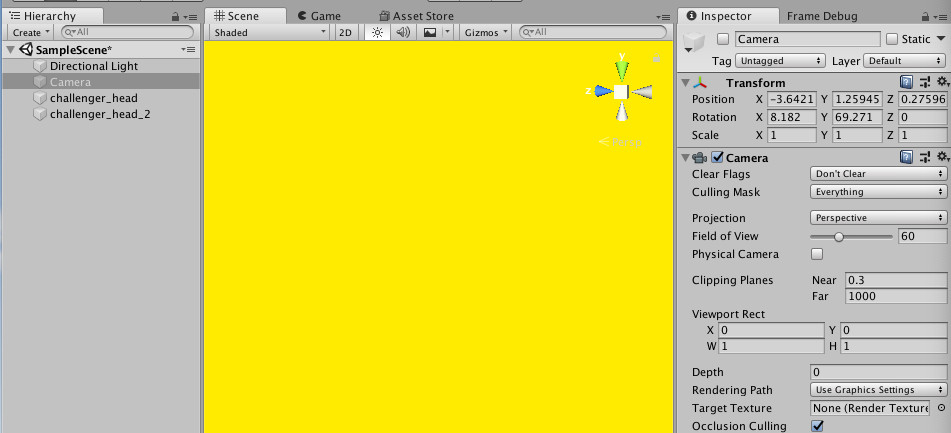 Hierarchy
Create
All
SampleScene*
Directional Light
Camera
challenger_head
challenger_head_2
Scene
Game
Asset Store
Shaded
2D
Gizmos
All
y
z
Persp
Inspector
Frame Debug
Camera
Static
Tag Untagged
Layer Default
Transform
Position X -3.6421 Y 1.25945 Z 0.27596
Rotation X 8.182 Y 69.271 Z 0
Scale X 1 Y 1 Z 1
Camera
Clear Flags Don't Clear
Culling Mask Everything
Projection Perspective
Field of View 60
Physical Camera
Clipping Planes Near 0.3
Far 1000
Viewport Rect
X 0 Y 0
W 1 H 1
Depth 0
Rendering Path Use Graphics Settings
Target Texture None (Render Texture
Occlusion Culling